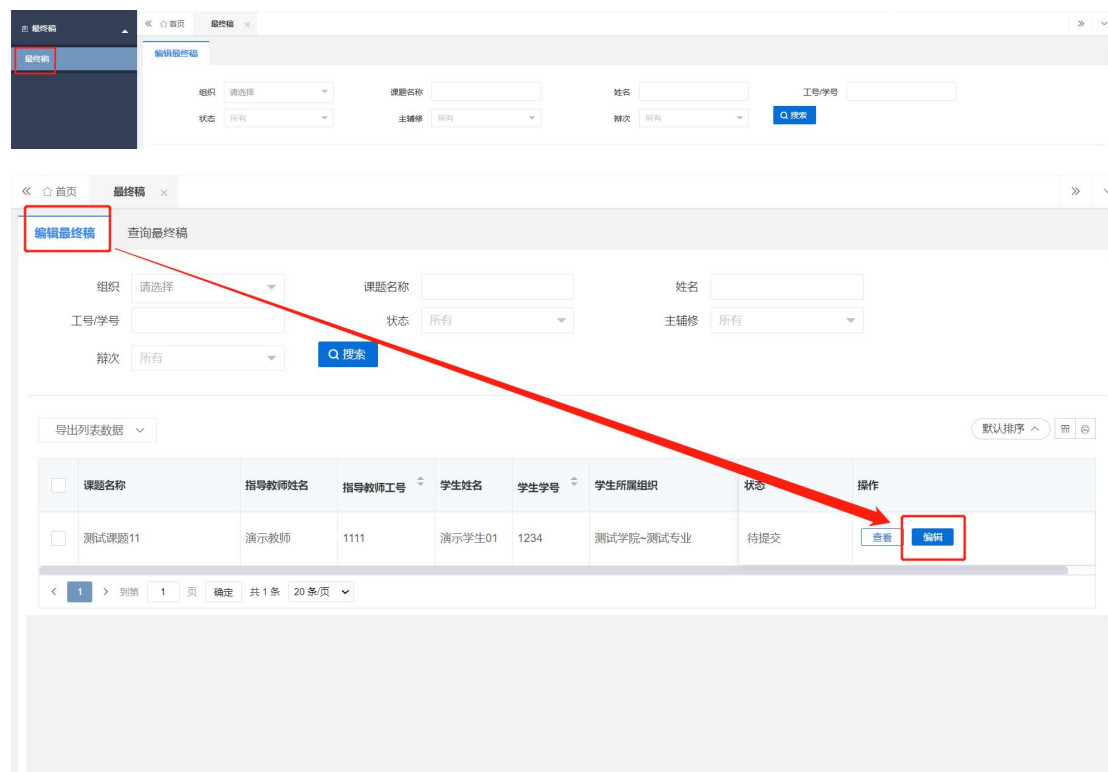 最终稿
首页 最终稿
最终稿
编辑最终稿
组织 请选择 课题名称 姓名 工号/学号
状态 所有 主辅修 所有 辩次 所有 搜索
首页 最终稿
编辑最终稿 查询最终稿
组织 请选择 课题名称 姓名
工号/学号 状态 所有 主辅修 所有
辩次 所有 搜索
导出列表数据 默认排序
课题名称 指导教师姓名 指导教师工号 学生姓名 学生学号 学生所属组织 状态 操作
测试课题11 演示教师 1111 演示学生01 1234 测试学院~测试专业 待提交 查看 编辑
1 到第 1 页 确定 共 1 条 20 条/页